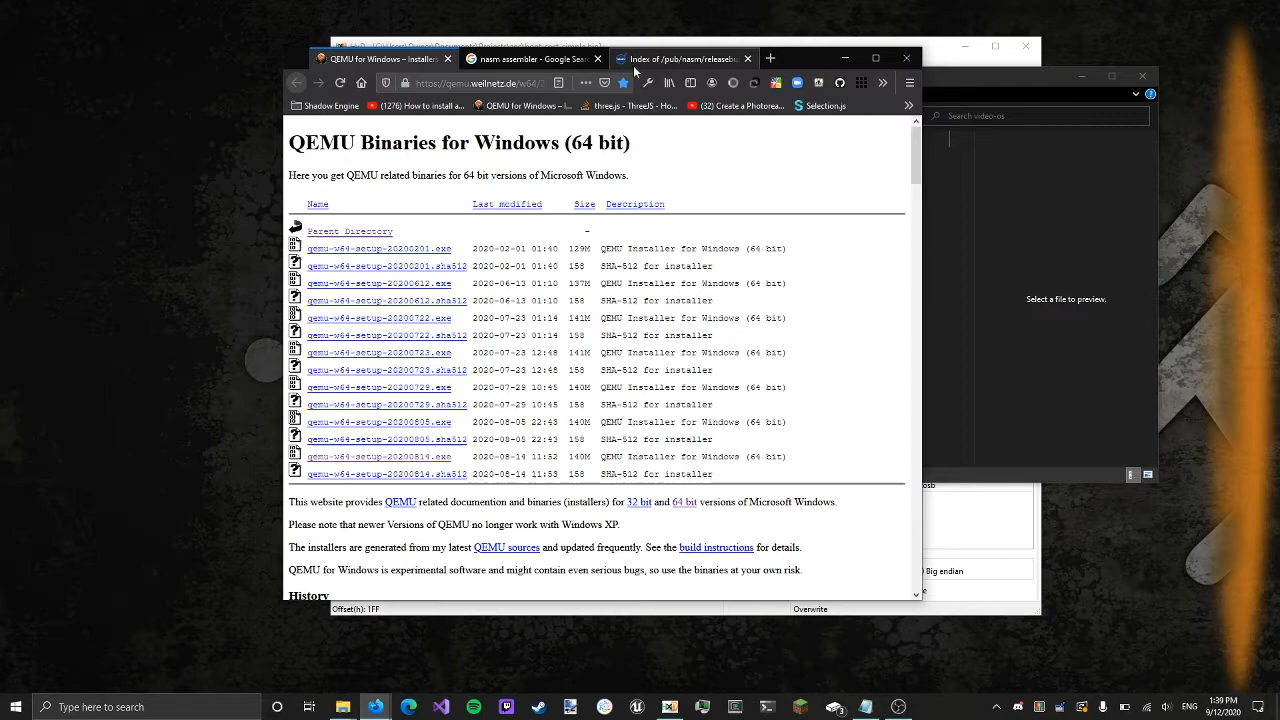 QEMU for Windows – Installers
nasm assembler - Google Sear
Index of /pub/nasm/releasebui
https://qemu.weilnetz.de/w64/2
Shadow Engine
(1276) How to install a...
QEMU for Windows – I...
three.js – ThreeJS - Ho...
(32) Create a Photorea...
Selection.js
Search video-os
QEMU Binaries for Windows (64 bit)
Here you get QEMU related binaries for 64 bit versions of Microsoft Windows.
Name Last modified Size Description
Parent Directory -
qemu-w64-setup-20200201.exe 2020-02-01 01:40 129M QEMU Installer for Windows (64 bit)
qemu-w64-setup-20200201.sha512 2020-02-01 01:40 158 SHA-512 for installer
qemu-w64-setup-20200612.exe 2020-06-13 01:10 137M QEMU Installer for Windows (64 bit)
qemu-w64-setup-20200612.sha512 2020-06-13 01:10 158 SHA-512 for installer
qemu-w64-setup-20200722.exe 2020-07-23 01:14 141M QEMU Installer for Windows (64 bit)
qemu-w64-setup-20200722.sha512 2020-07-23 01:14 158 SHA-512 for installer
qemu-w64-setup-20200723.exe 2020-07-23 12:48 141M QEMU Installer for Windows (64 bit)
qemu-w64-setup-20200723.sha512 2020-07-23 12:48 158 SHA-512 for installer
qemu-w64-setup-20200729.exe 2020-07-29 10:45 140M QEMU Installer for Windows (64 bit)
qemu-w64-setup-20200729.sha512 2020-07-29 10:45 158 SHA-512 for installer
qemu-w64-setup-20200805.exe 2020-08-05 22:43 140M QEMU Installer for Windows (64 bit)
qemu-w64-setup-20200805.sha512 2020-08-05 22:43 158 SHA-512 for installer
qemu-w64-setup-20200814.exe 2020-08-14 11:52 140M QEMU Installer for Windows (64 bit)
qemu-w64-setup-20200814.sha512 2020-08-14 11:53 158 SHA-512 for installer
This website provides QEMU related documention and binaries (installers) for 32 bit and 64 bit versions of Microsoft Windows.
Please note that newer Versions of QEMU no longer work with Windows XP.
The installers are generated from my latest QEMU sources and updated frequently. See the build instructions for details.
QEMU for Windows is experimental software and might contain even serious bugs, so use the binaries at your own risk.
History
Select a file to preview.
Big endian
Offset(h): 1FF
Overwrite
Type here to search
1:39 PM
9/12/2020